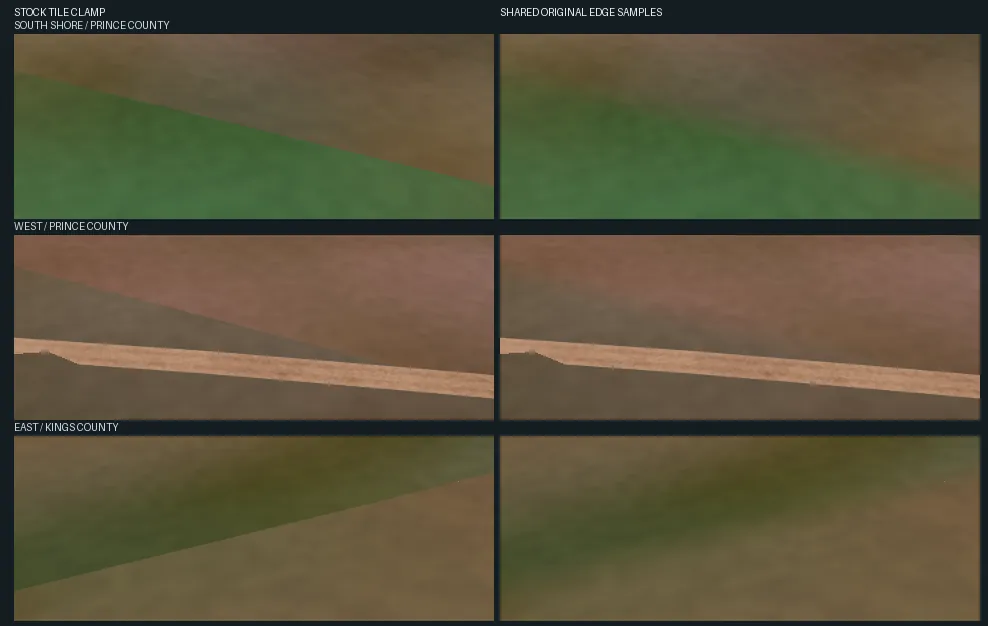 STOCK TILE CLAMP
SHARED ORIGINAL EDGE SAMPLES
SOUTH SHORE / PRINCE COUNTY
WEST / PRINCE COUNTY
EAST / KINGS COUNTY